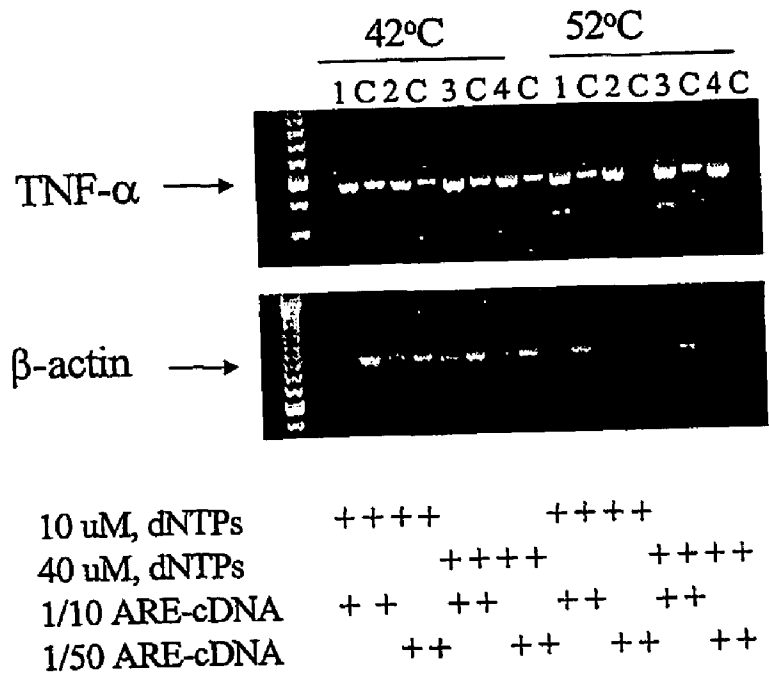 42°C 52°C
1 C 2 C 3 C 4 C 1 C 2 C 3 C 4 C
TNF-α
β-actin
10 uM, dNTPs ++++ ++++
40 uM, dNTPs ++++ ++++
1/10 ARE-cDNA ++ ++ ++ ++
1/50 ARE-cDNA ++ ++ ++ ++